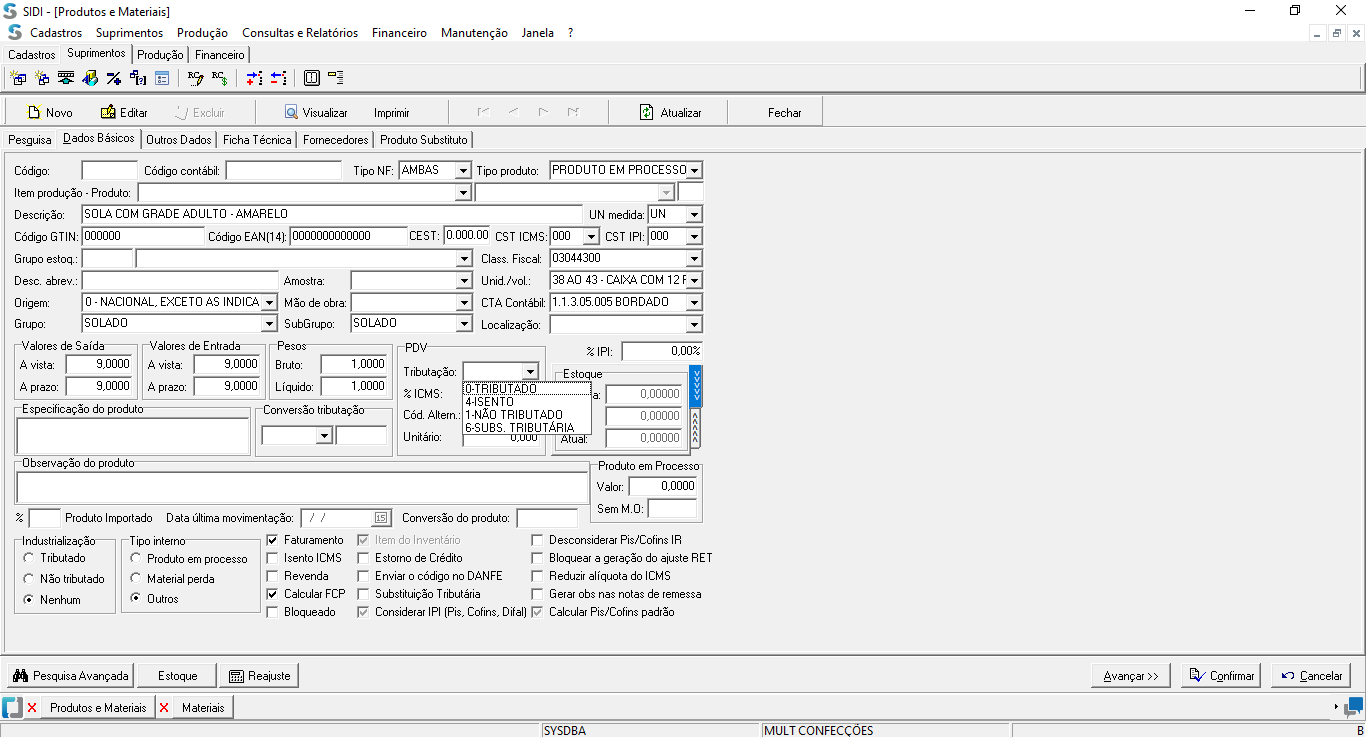 SIDI - [Produtos e Materiais]
Cadastros Suprimentos Produção Consultas e Relatórios Financeiro Manutenção Janela ?
Cadastros Suprimentos Produção Financeiro
Novo Editar Excluir Visualizar Imprimir Atualizar Fechar
Pesquisa Dados Básicos Outros Dados Ficha Técnica Fornecedores Produto Substituto
Código: Código contábil: Tipo NF: AMBAS Tipo produto: PRODUTO EM PROCESSO
Item produção - Produto:
Descrição: SOLA COM GRADE ADULTO - AMARELO UN medida: UN
Código GTIN: 000000 Código EAN(14): 0000000000000 CEST: 0.000.00 CST ICMS: 000 CST IPI: 000
Grupo estoq.: Class. Fiscal: 03044300
Desc. abrev.: Amostra: Unid./vol.: 38 AO 43 - CAIXA COM 12 F
Origem: 0 - NACIONAL, EXCETO AS INDICA Mão de obra: CTA Contábil: 1.1.3.05.005 BORDADO
Grupo: SOLADO SubGrupo: SOLADO Localização:
Valores de Saída Valores de Entrada Pesos PDV % IPI: 0,00%
A vista: 9,0000 A vista: 9,0000 Bruto: 1,0000 Tributação: Estoque
A prazo: 9,0000 A prazo: 9,0000 Líquido: 1,0000 % ICMS: 0-TRIBUTADO a: 0,00000
4-ISENTO
Especificação do produto Conversão tributação Cód. Altern.: 1-NÃO TRIBUTADO 0,00000
6-SUBS. TRIBUTÁRIA
Unitário: 0,000 Atual: 0,00000
Observação do produto Produto em Processo
Valor: 0,0000
Sem M.O:
% Produto Importado Data última movimentação: / / 15 Conversão do produto:
Industrialização Tipo interno Faturamento Item do Inventário Desconsiderar Pis/Cofins IR
Tributado Produto em processo Isento ICMS Estorno de Crédito Bloquear a geração do ajuste RET
Não tributado Material perda Revenda Enviar o código no DANFE Reduzir alíquota do ICMS
Nenhum Outros Calcular FCP Substituição Tributária Gerar obs nas notas de remessa
Bloqueado Considerar IPI (Pis, Cofins, Difal) Calcular Pis/Cofins padrão
Pesquisa Avançada Estoque Reajuste Avançar >> Confirmar Cancelar
Produtos e Materiais Materiais
SYSDBA MULT CONFECÇÕES B